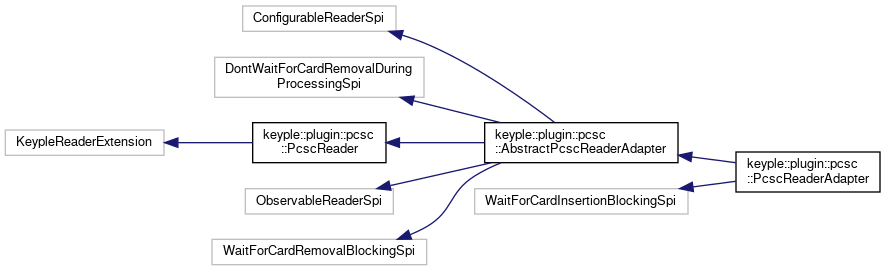 ConfigurableReaderSpi
DontWaitForCardRemovalDuring
ProcessingSpi
KeypleReaderExtension
keyple::plugin::pcsc
::PcscReader
keyple::plugin::pcsc
::AbstractPcscReaderAdapter
keyple::plugin::pcsc
::PcscReaderAdapter
ObservableReaderSpi
WaitForCardInsertionBlockingSpi
WaitForCardRemovalBlockingSpi